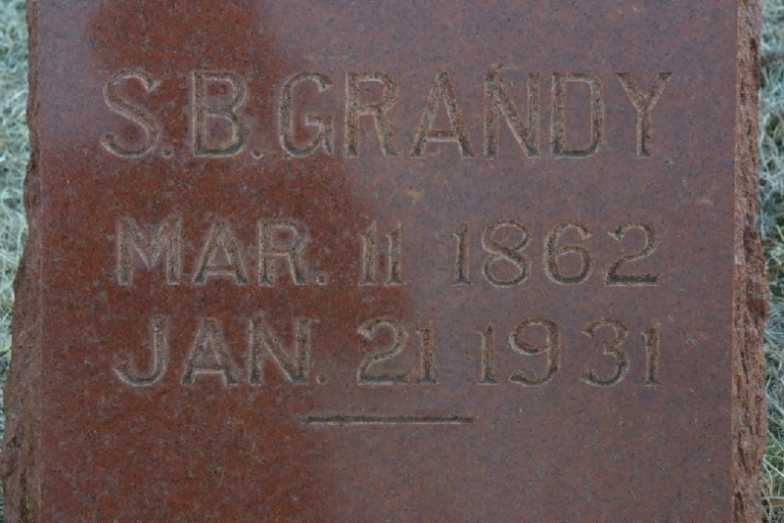 S.B. GRANDY
MAR. 11 1862
JAN. 21 1931